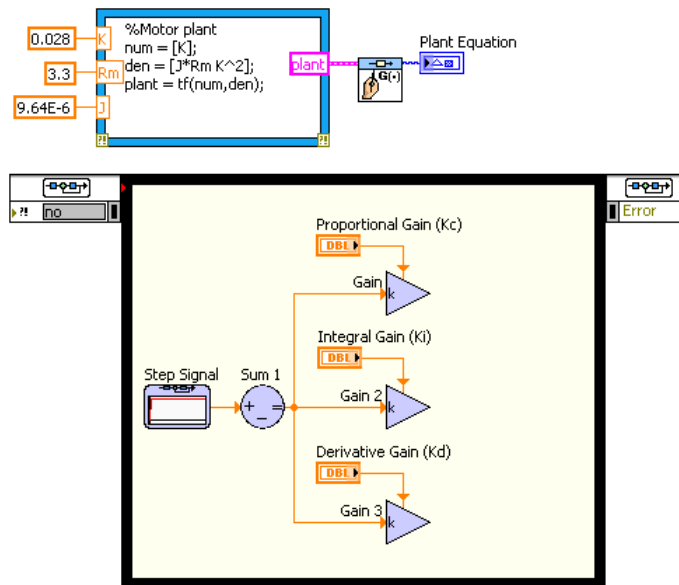 0.028
K
3.3
Rm
9.64E-6
J
%Motor plant
num = [K];
den = [J*Rm K^2];
plant = tf(num,den);
?!
?!
plant
G(•)
Plant Equation
?!
no
Error
Proportional Gain (Kc)
DBL
Gain
k
Integral Gain (Ki)
DBL
Step Signal
Sum 1
Gain 2
k
Derivative Gain (Kd)
DBL
Gain 3
k